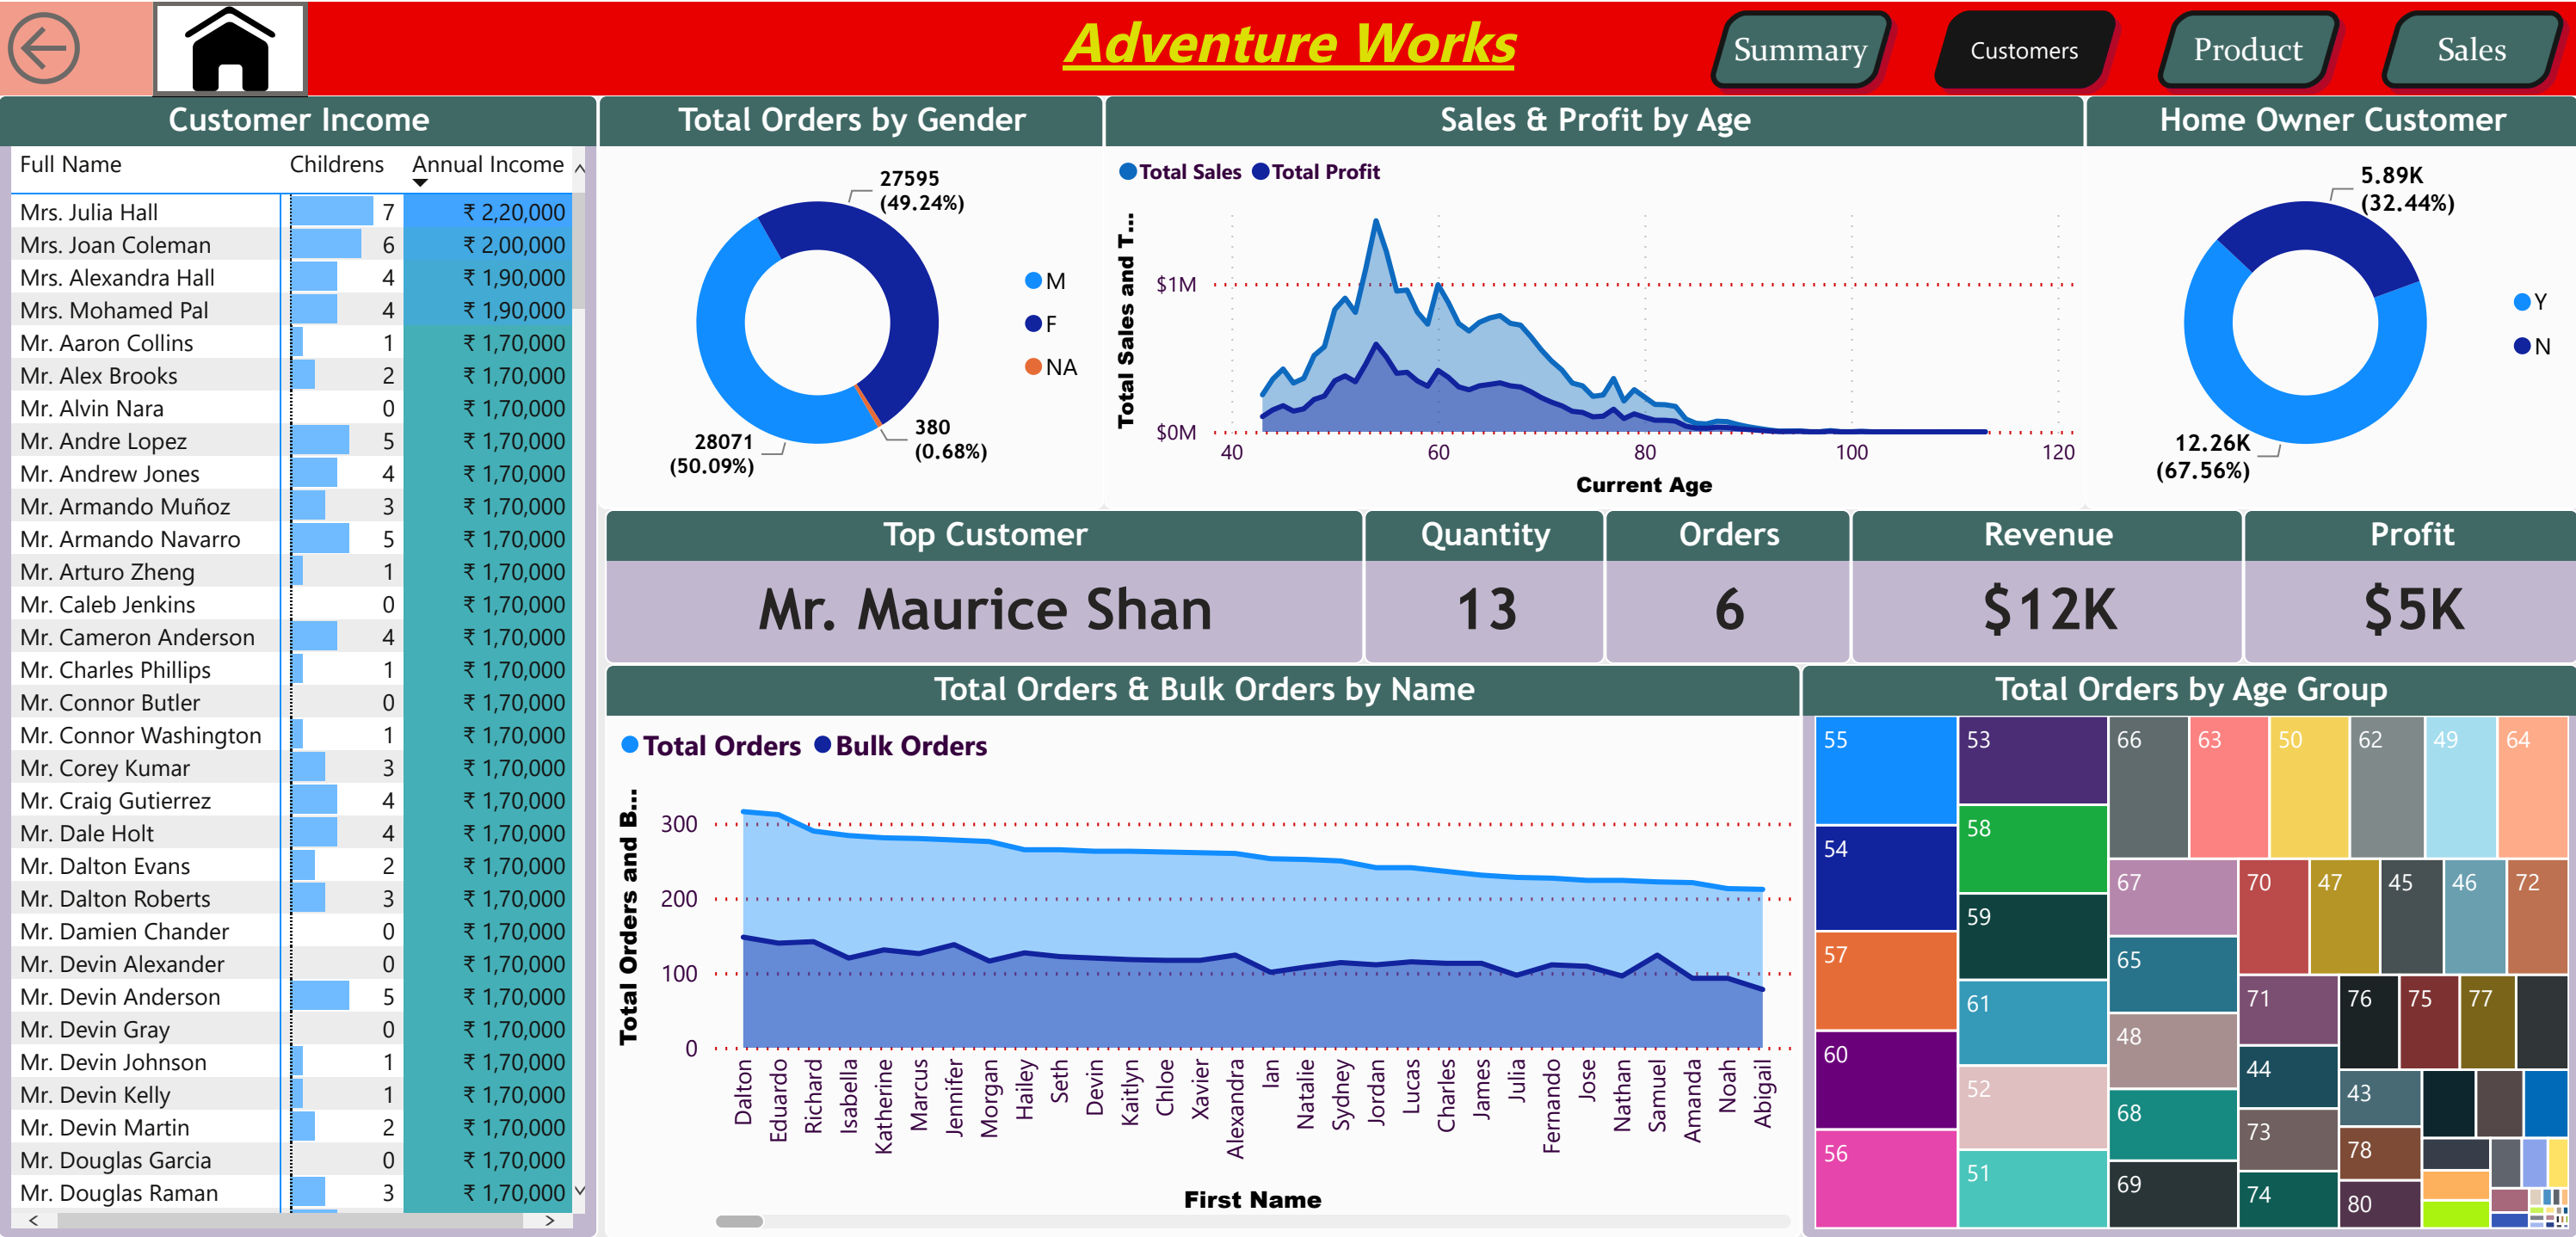 Adventure Works
Summary
Customers
Product
Sales
Customer Income
Full Name Childrens Annual Income
Mrs. Julia Hall 7 ₹ 2,20,000
Mrs. Joan Coleman 6 ₹ 2,00,000
Mrs. Alexandra Hall 4 ₹ 1,90,000
Mrs. Mohamed Pal 4 ₹ 1,90,000
Mr. Aaron Collins 1 ₹ 1,70,000
Mr. Alex Brooks 2 ₹ 1,70,000
Mr. Alvin Nara 0 ₹ 1,70,000
Mr. Andre Lopez 5 ₹ 1,70,000
Mr. Andrew Jones 4 ₹ 1,70,000
Mr. Armando Muñoz 3 ₹ 1,70,000
Mr. Armando Navarro 5 ₹ 1,70,000
Mr. Arturo Zheng 1 ₹ 1,70,000
Mr. Caleb Jenkins 0 ₹ 1,70,000
Mr. Cameron Anderson 4 ₹ 1,70,000
Mr. Charles Phillips 1 ₹ 1,70,000
Mr. Connor Butler 0 ₹ 1,70,000
Mr. Connor Washington 1 ₹ 1,70,000
Mr. Corey Kumar 3 ₹ 1,70,000
Mr. Craig Gutierrez 4 ₹ 1,70,000
Mr. Dale Holt 4 ₹ 1,70,000
Mr. Dalton Evans 2 ₹ 1,70,000
Mr. Dalton Roberts 3 ₹ 1,70,000
Mr. Damien Chander 0 ₹ 1,70,000
Mr. Devin Alexander 0 ₹ 1,70,000
Mr. Devin Anderson 5 ₹ 1,70,000
Mr. Devin Gray 0 ₹ 1,70,000
Mr. Devin Johnson 1 ₹ 1,70,000
Mr. Devin Kelly 1 ₹ 1,70,000
Mr. Devin Martin 2 ₹ 1,70,000
Mr. Douglas Garcia 0 ₹ 1,70,000
Mr. Douglas Raman 3 ₹ 1,70,000
Total Orders by Gender
27595
(49.24%)
M
F
NA
380
(0.68%)
28071
(50.09%)
Sales & Profit by Age
Total Sales Total Profit
Total Sales and T...
$1M
$0M
40 60 80 100 120
Current Age
Home Owner Customer
5.89K
(32.44%)
Y
N
12.26K
(67.56%)
Top Customer
Mr. Maurice Shan
Quantity
13
Orders
6
Revenue
$12K
Profit
$5K
Total Orders & Bulk Orders by Name
Total Orders Bulk Orders
Total Orders and B...
300
200
100
0
Dalton
Eduardo
Richard
Isabella
Katherine
Marcus
Jennifer
Morgan
Hailey
Seth
Devin
Kaitlyn
Chloe
Xavier
Alexandra
Ian
Natalie
Sydney
Jordan
Lucas
Charles
James
Julia
Fernando
Jose
Nathan
Samuel
Amanda
Noah
Abigail
First Name
Total Orders by Age Group
55
54
57
60
56
53
58
59
61
52
51
66
63
50
62
49
64
67
65
48
68
69
70
47
45
46
72
71
44
73
74
76
75
77
43
78
80